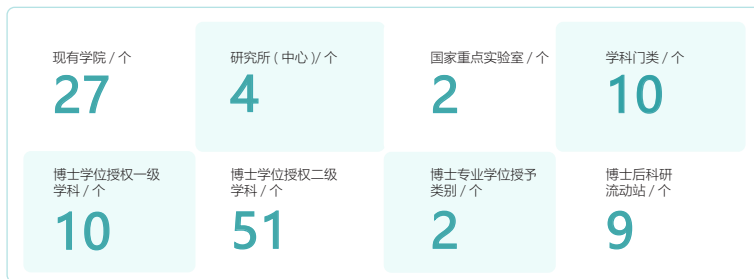 现有学院 / 个
27
研究所 ( 中心 )/ 个
4
国家重点实验室 / 个
2
学科门类 / 个
10
博士学位授权一级
学科 / 个
10
博士学位授权二级
学科 / 个
51
博士专业学位授予
类别 / 个
2
博士后科研
流动站 / 个
9